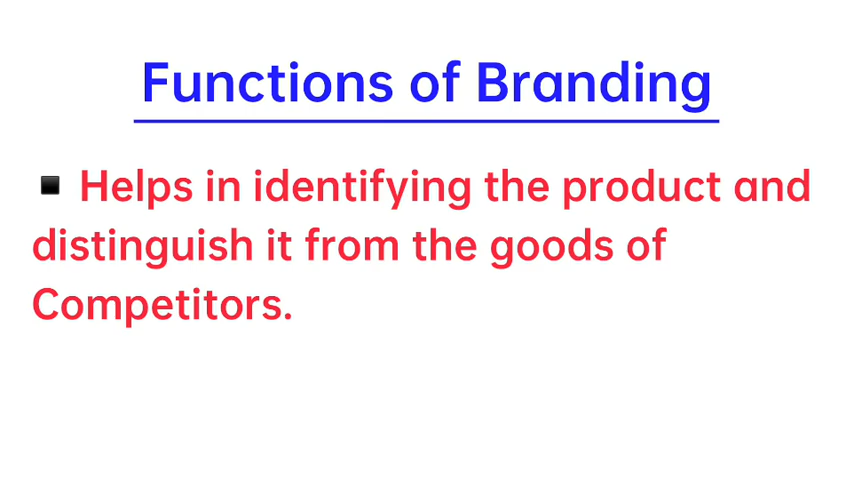 Functions of Branding
▪ Helps in identifying the product and
distinguish it from the goods of
Competitors.